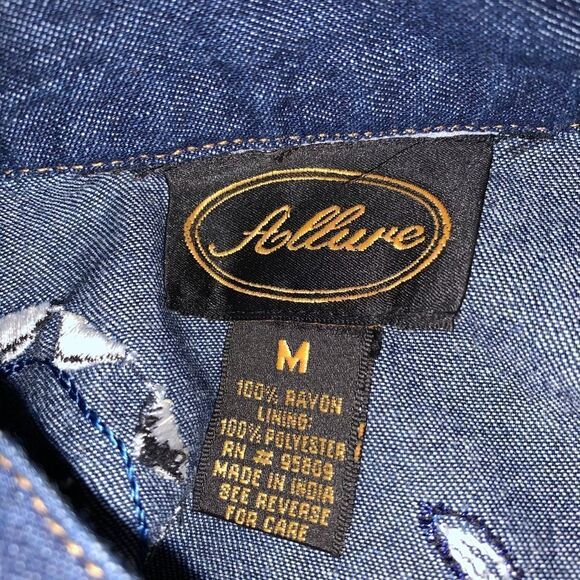 Allure
M
100% RAYON
LINING:
100% POLYESTER
RN # 95809
MADE IN INDIA
SEE REVERSE
FOR CARE